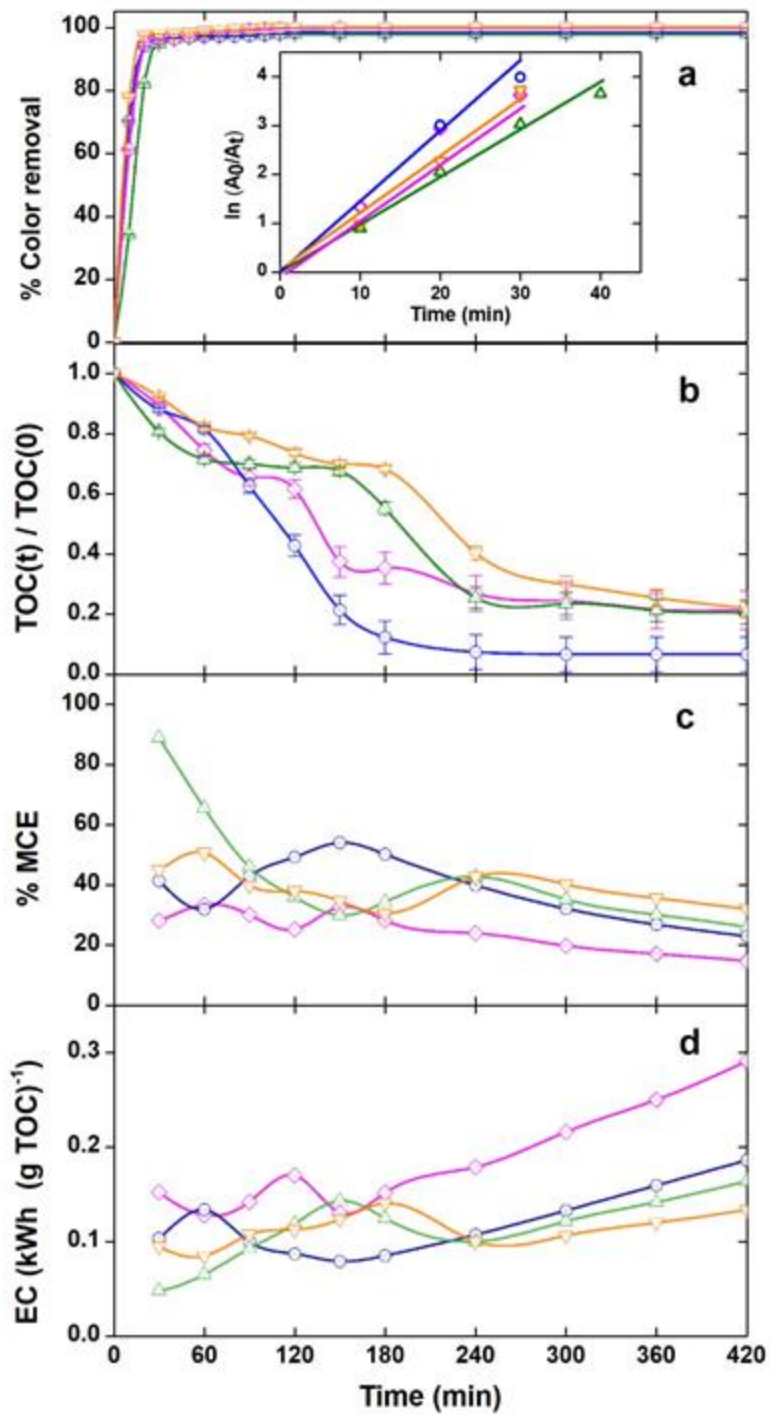 100
80
60
40
20
0
% Color removal
a
4
3
2
1
0
ln (A0/At)
0 10 20 30 40
Time (min)
1.0
0.8
0.6
0.4
0.2
0.0
TOC(t) / TOC(0)
b
100
80
60
40
20
0
% MCE
c
0.3
0.2
0.1
0.0
EC (kWh (g TOC)-1
d
0 60 120 180 240 300 360 420
Time (min)